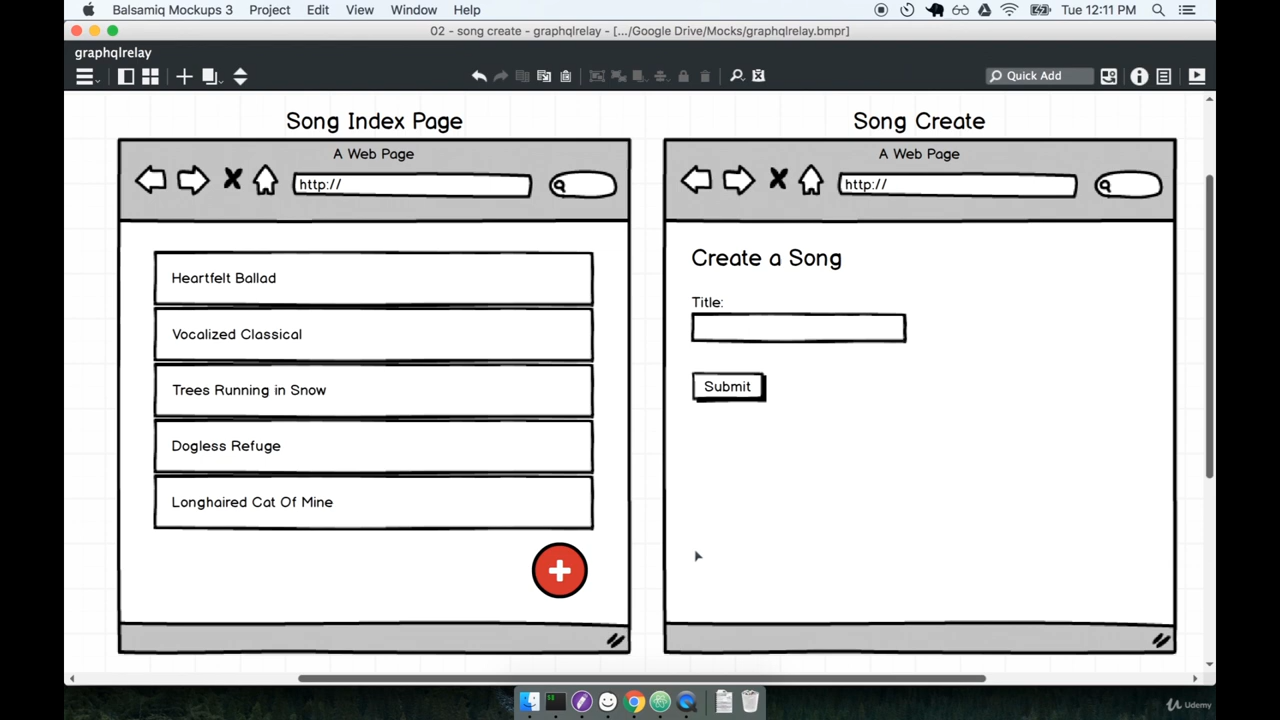 Balsamiq Mockups 3 Project Edit View Window Help Tue 12:11 PM
02 - song create - graphqlrelay - [.../Google Drive/Mocks/graphqlrelay.bmpr]
graphqlrelay
Quick Add
Song Index Page
A Web Page
http://
Heartfelt Ballad
Vocalized Classical
Trees Running in Snow
Dogless Refuge
Longhaired Cat Of Mine
Song Create
A Web Page
http://
Create a Song
Title:
Submit
Udemy